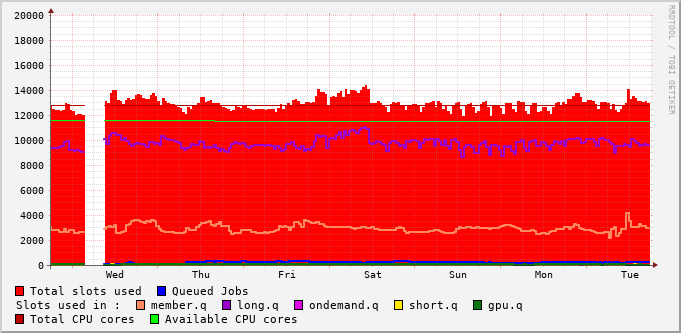 20000
18000
16000
14000
12000
10000
8000
6000
4000
2000
0
Wed Thu Fri Sat Sun Mon Tue
RRDTOOL / TOBI OETIKER
Total slots used Queued Jobs
Slots used in : member.q long.q ondemand.q short.q gpu.q
Total CPU cores Available CPU cores